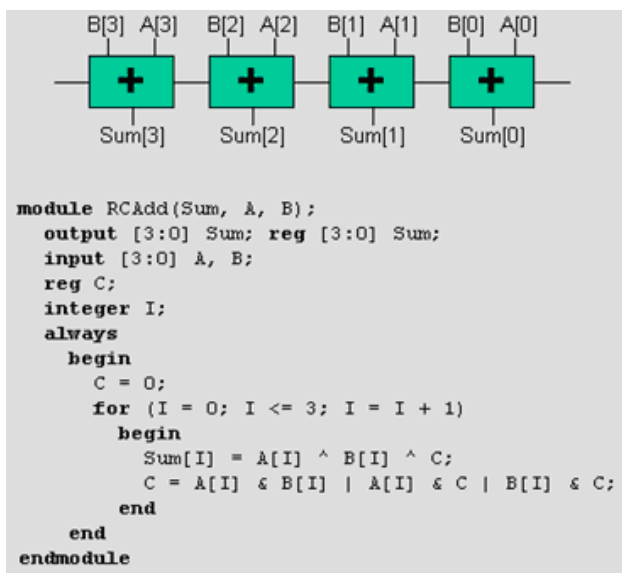 B[3] A[3] B[2] A[2] B[1] A[1] B[0] A[0]
+ + + +
Sum[3] Sum[2] Sum[1] Sum[0]
module RCAdd(Sum, A, B);
output [3:0] Sum; reg [3:0] Sum;
input [3:0] A, B;
reg C;
integer I;
always
begin
C = 0;
for (I = 0; I <= 3; I = I + 1)
begin
Sum[I] = A[I] ^ B[I] ^ C;
C = A[I] & B[I] | A[I] & C | B[I] & C;
end
end
endmodule